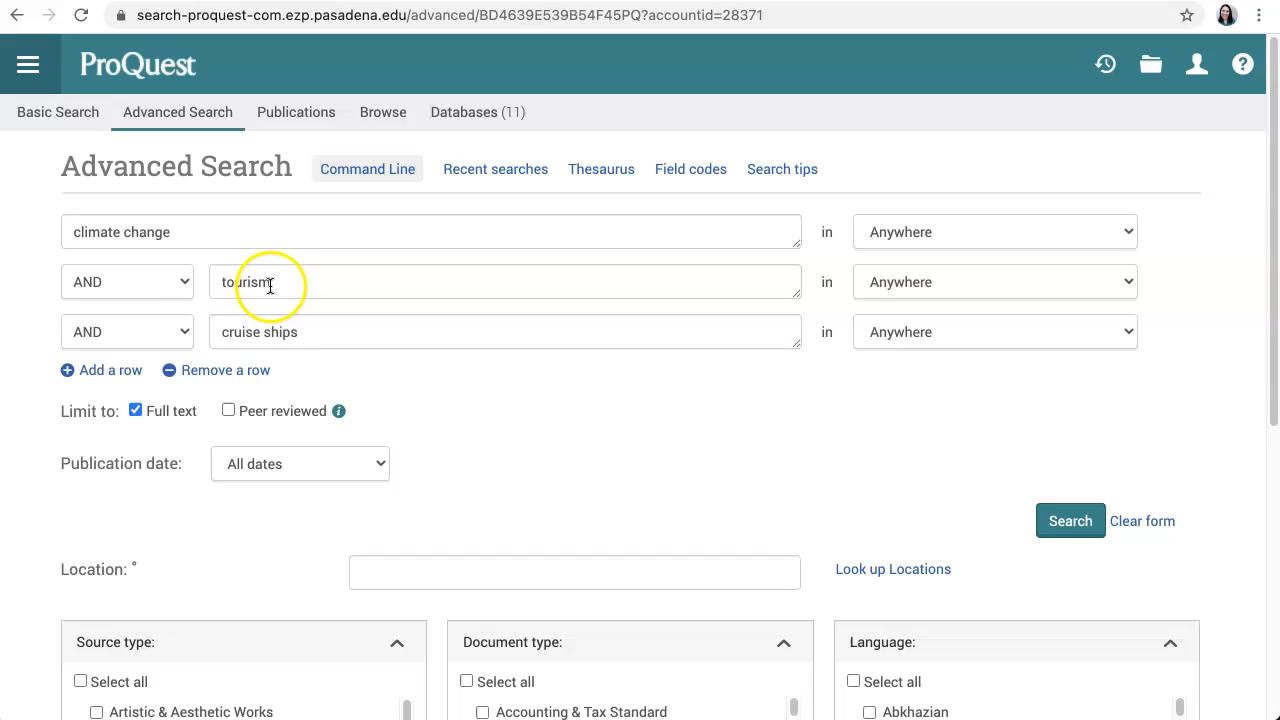 search-proquest-com.ezp.pasadena.edu/advanced/BD4639E539B54F45PQ?accountid=28371
ProQuest
?
Basic Search Advanced Search Publications Browse Databases (11)
Advanced Search Command Line Recent searches Thesaurus Field codes Search tips
climate change in Anywhere
AND tourism in Anywhere
AND cruise ships in Anywhere
Add a row Remove a row
Limit to: Full text Peer reviewed i
Publication date: All dates
Search Clear form
Location: ° Look up Locations
Source type: Document type: Language:
Select all Select all Select all
Artistic & Aesthetic Works Accounting & Tax Standard Abkhazian